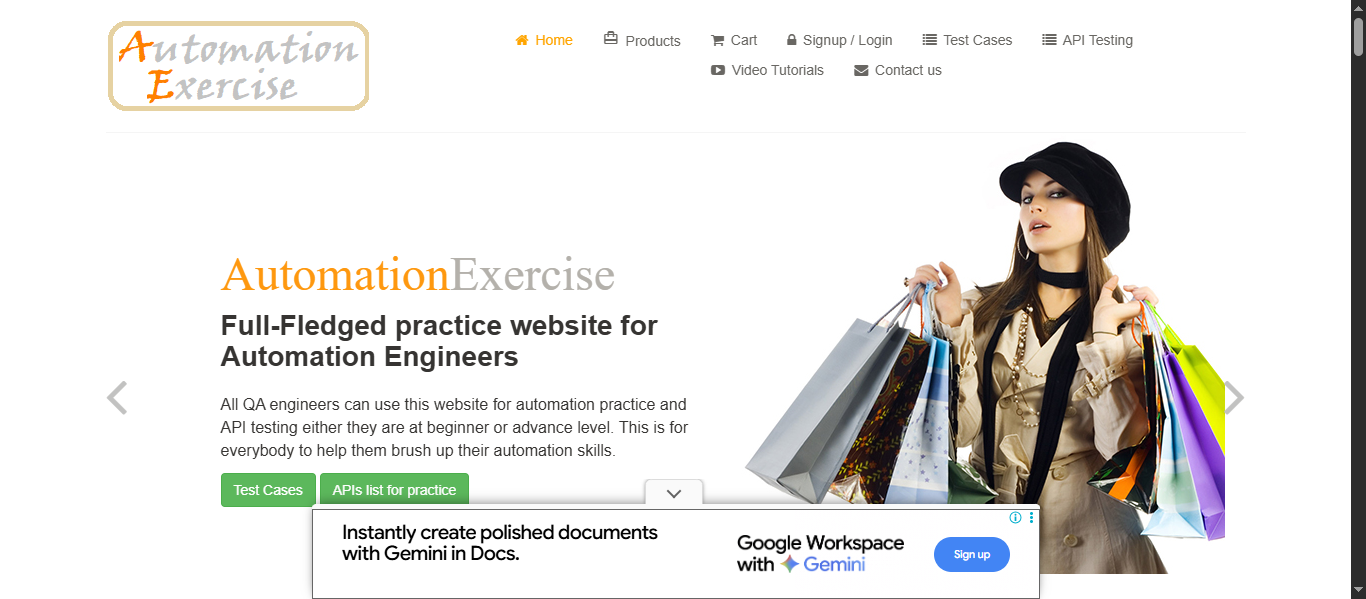 Automation
Exercise
Home Products Cart Signup / Login Test Cases API Testing
Video Tutorials Contact us
AutomationExercise
Full-Fledged practice website for
Automation Engineers
All QA engineers can use this website for automation practice and
API testing either they are at beginner or advance level. This is for
everybody to help them brush up their automation skills.
Test Cases APIs list for practice
Instantly create polished documents
with Gemini in Docs.
Google Workspace
with Gemini
Sign up